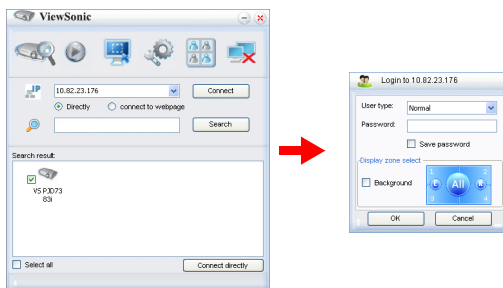 ViewSonic
IP
10.82.23.176
Connect
Directly
connect to webpage
Search
Search result:
VS PJD73
83i
Select all
Connect directly
Login to 10.82.23.176
User type:
Normal
Password:
Save password
Display zone select
Background
1
2
L
All
R
3
4
OK
Cancel